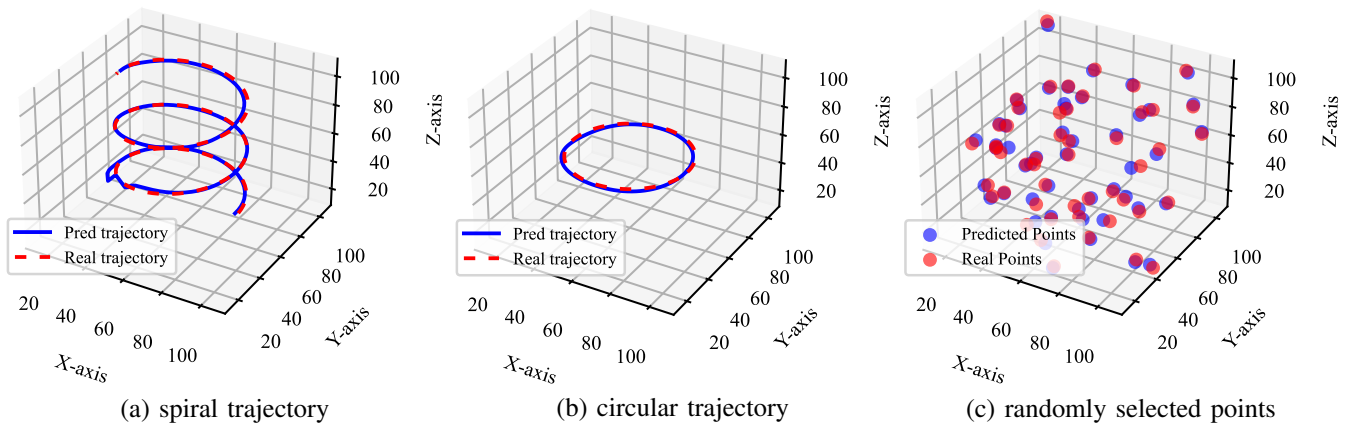 100
80
60
40
20
Z-axis
Pred trajectory
Real trajectory
20
40
60
80
100
X-axis
20
40
60
80
100
Y-axis
(a) spiral trajectory
100
80
60
40
20
Z-axis
Pred trajectory
Real trajectory
20
40
60
80
100
X-axis
20
40
60
80
100
Y-axis
(b) circular trajectory
100
80
60
40
20
Z-axis
Predicted Points
Real Points
20
40
60
80
100
X-axis
20
40
60
80
100
Y-axis
(c) randomly selected points